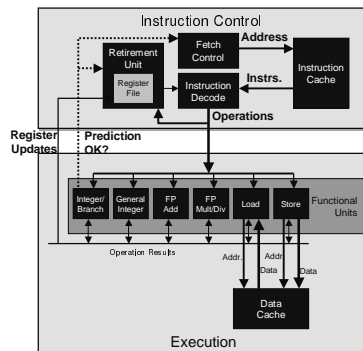 Instruction Control
Retirement
Unit
Register
File
Fetch
Control
Address
Instruction
Cache
Instrs.
Instruction
Decode
Operations
Register
Updates
Prediction
OK?
Integer/
Branch
General
Integer
FP
Add
FP
Mult/Div
Load
Store
Functional
Units
Operation Results
Addr.
Data
Addr.
Data
Data
Cache
Execution